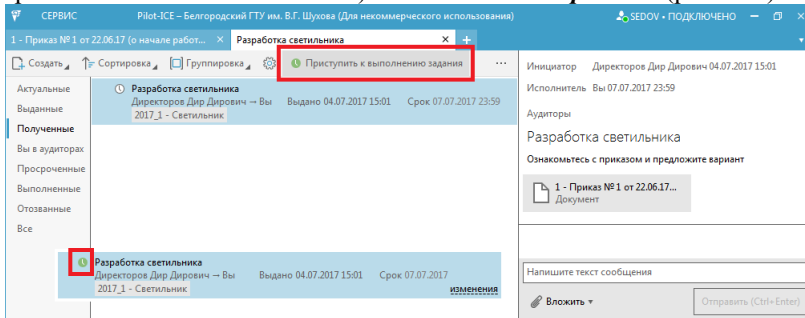 СЕРВИС
Pilot-ICE – Белгородский ГТУ им. В.Г. Шухова (Для некоммерческого использования)
SEDOV • ПОДКЛЮЧЕНО
1 - Приказ № 1 от 22.06.17 (о начале работ...
Разработка светильника
Создать
Сортировка
Группировка
Приступить к выполнению задания
...
Актуальные
Выданные
Полученные
Вы в аудиторах
Просроченные
Выполненные
Отозванные
Все
Разработка светильника
Директоров Дир Дирович → Вы Выдано 04.07.2017 15:01 Срок 07.07.2017 23:59
2017_1 - Светильник
Разработка светильника
Директоров Дир Дирович → Вы Выдано 04.07.2017 15:01 Срок 07.07.2017
2017_1 - Светильник
изменения
Инициатор Директоров Дир Дирович 04.07.2017 15:01
Исполнитель Вы 07.07.2017 23:59
Аудиторы
Разработка светильника
Ознакомьтесь с приказом и предложите вариант
1 - Приказ № 1 от 22.06.17...
Документ
Напишите текст сообщения
Вложить
Отправить (Ctrl+Enter)